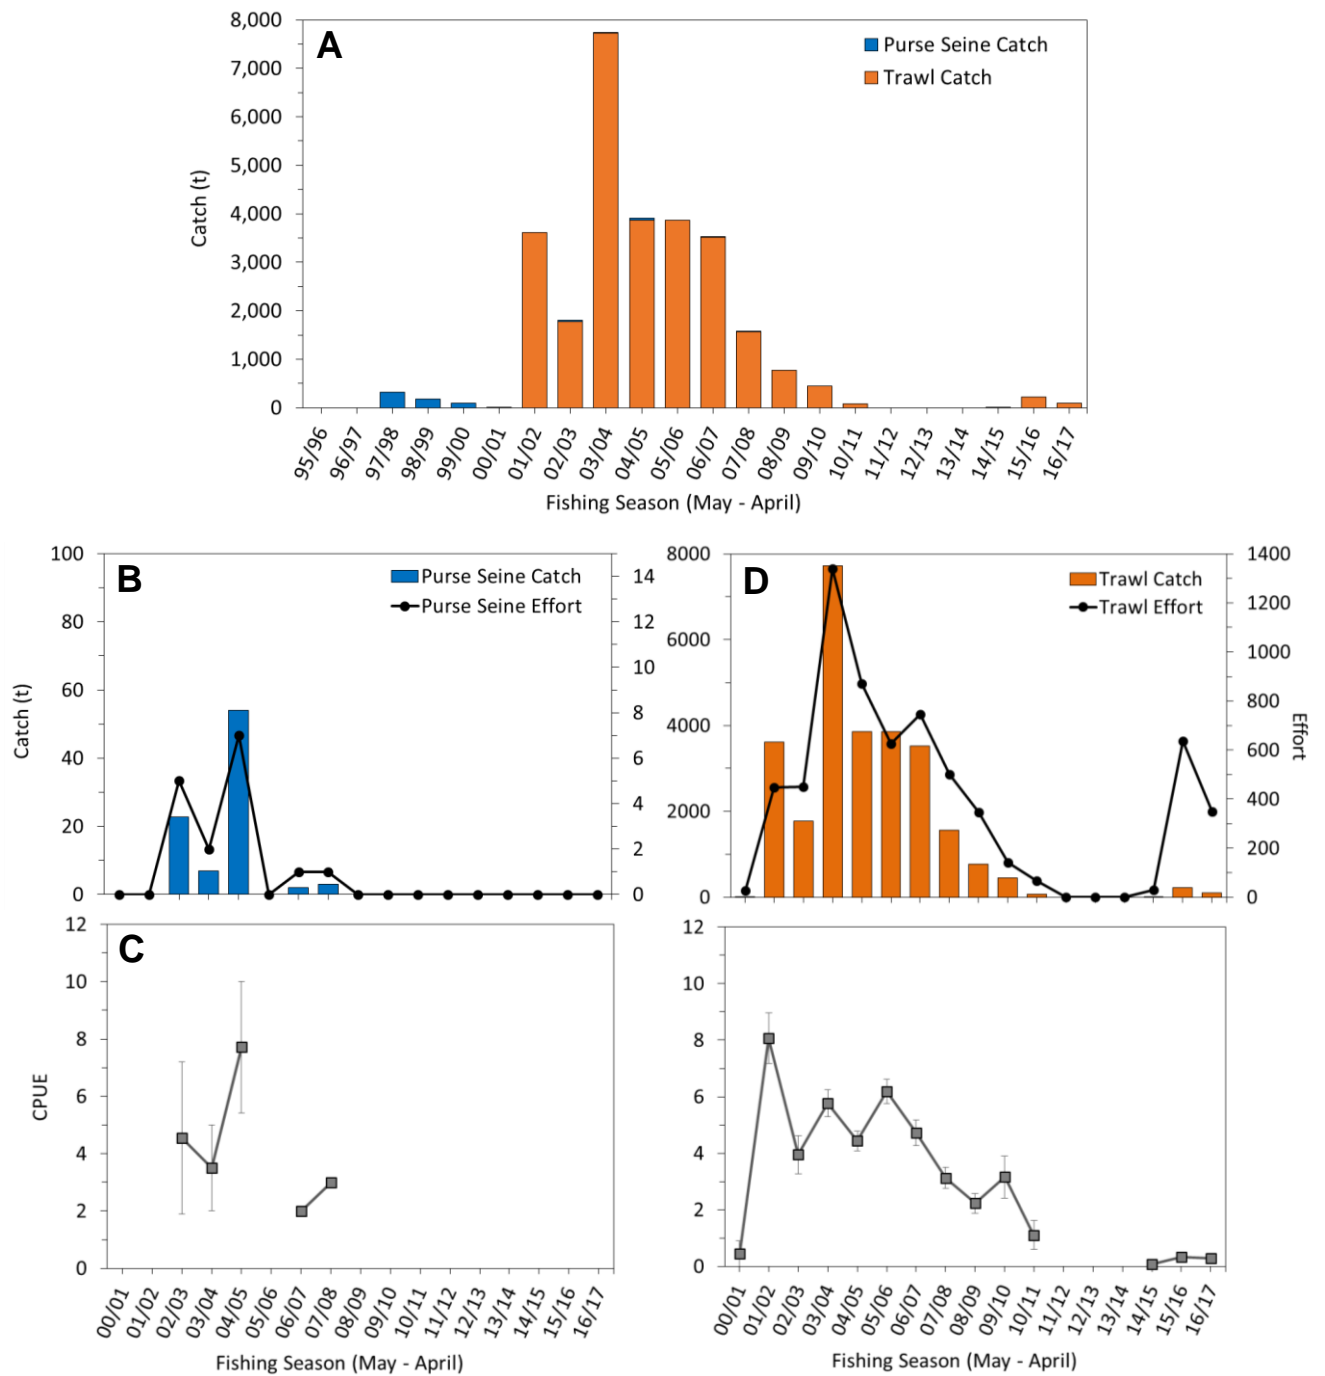 A
Purse Seine Catch
Trawl Catch
8,000
7,000
6,000
5,000
4,000
3,000
2,000
1,000
0
Catch (t)
95/96 96/97 97/98 98/99 99/00 00/01 01/02 02/03 03/04 04/05 05/06 06/07 07/08 08/09 09/10 10/11 11/12 12/13 13/14 14/15 15/16 16/17
Fishing Season (May - April)
B
Purse Seine Catch
Purse Seine Effort
100
80
60
40
20
0
Catch (t)
14
12
10
8
6
4
2
0
D
Trawl Catch
Trawl Effort
8000
6000
4000
2000
0
1400
1200
1000
800
600
400
200
0
Effort
C
12
10
8
6
4
2
0
CPUE
00/01 01/02 02/03 03/04 04/05 05/06 06/07 07/08 08/09 09/10 10/11 11/12 12/13 13/14 14/15 15/16 16/17
Fishing Season (May - April)
12
10
8
6
4
2
0
00/01 01/02 02/03 03/04 04/05 05/06 06/07 07/08 08/09 09/10 10/11 11/12 12/13 13/14 14/15 15/16 16/17
Fishing Season (May - April)